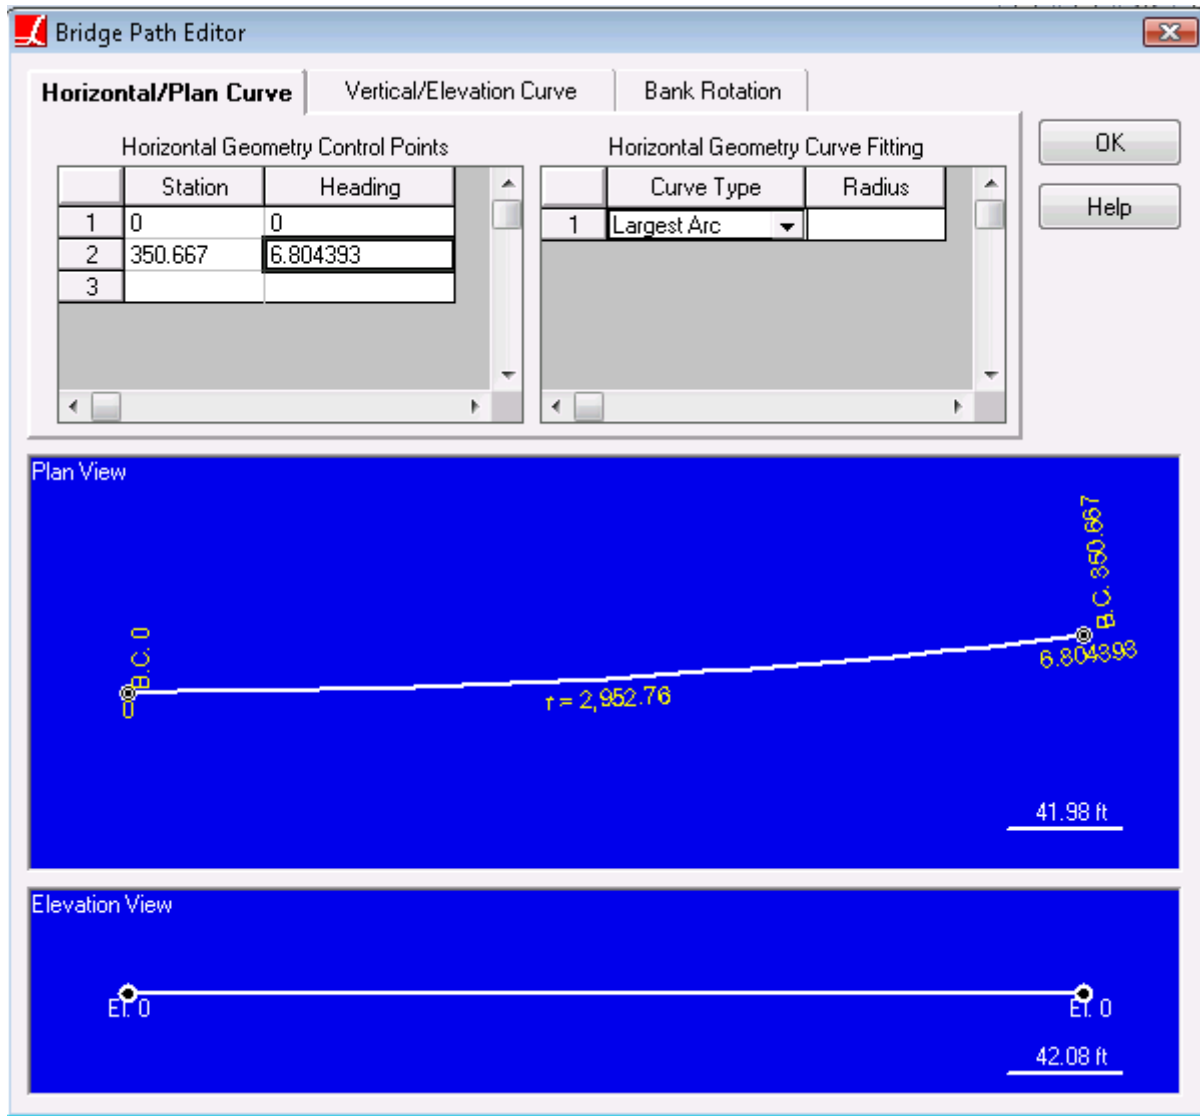 Bridge Path Editor
Horizontal/Plan Curve Vertical/Elevation Curve Bank Rotation
Horizontal Geometry Control Points
Station Heading
1 0 0
2 350.667 6.804393
3
Horizontal Geometry Curve Fitting
Curve Type Radius
1 Largest Arc
OK
Help
Plan View
B.C. 0
0
r = 2,952.76
B.C. 350.667
6.804393
41.98 ft
Elevation View
El. 0
El. 0
42.08 ft